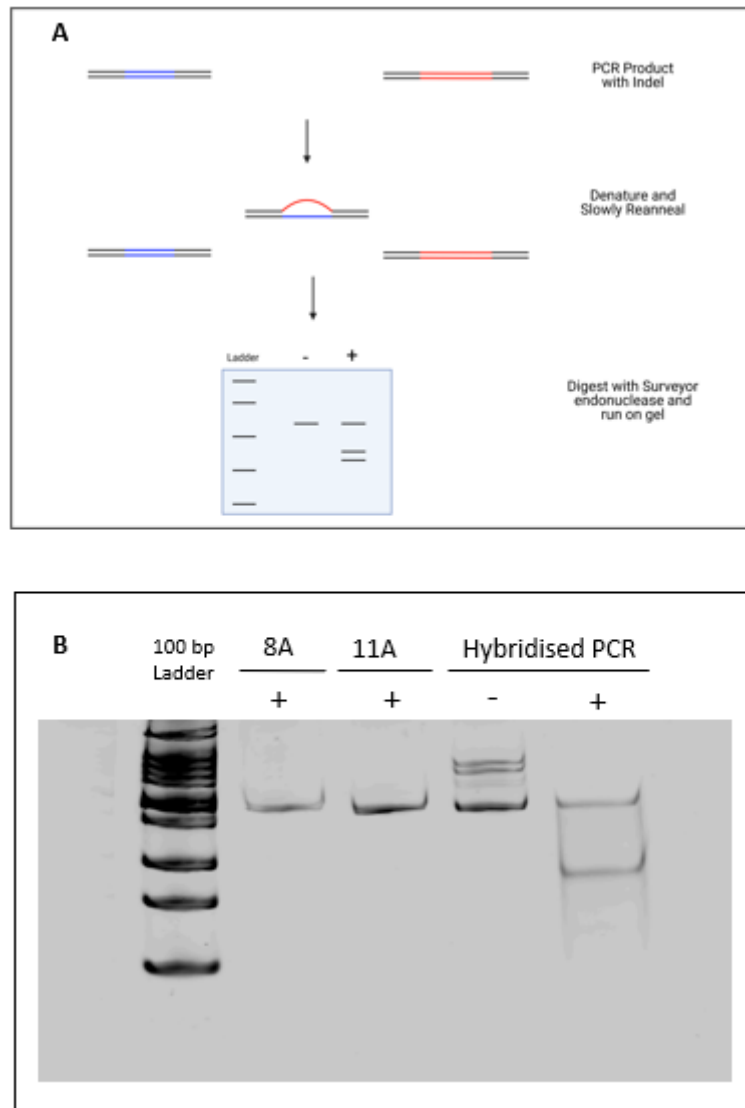 A
PCR Product
with Indel
Denature and
Slowly Reanneal
Ladder - +
Digest with Surveyor
endonuclease and
run on gel
B
100 bp
Ladder
8A 11A Hybridised PCR
+ + - +